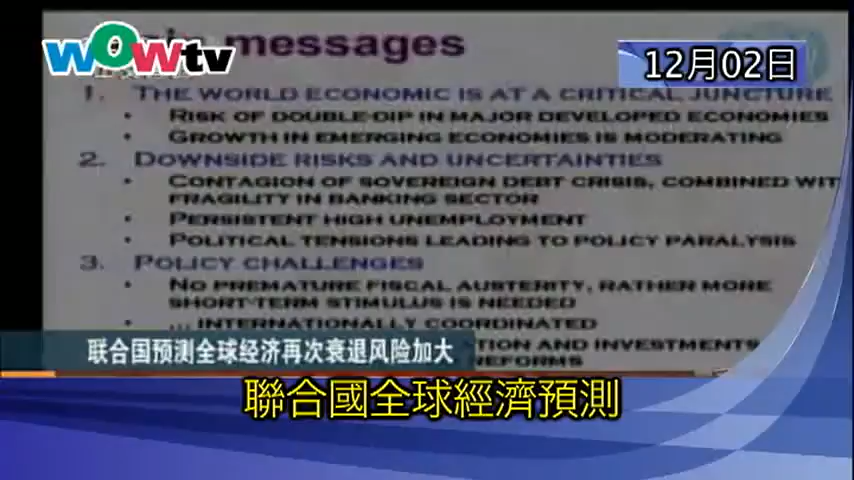 WOWtv
messages
12月02日
1. THE WORLD ECONOMIC IS AT A CRITICAL JUNCTURE
• RISK OF DOUBLE-DIP IN MAJOR DEVELOPED ECONOMIES
• GROWTH IN EMERGING ECONOMIES IS MODERATING
2. DOWNSIDE RISKS AND UNCERTAINTIES
• CONTAGION OF SOVEREIGN DEBT CRISIS, COMBINED WIT
FRAGILITY IN BANKING SECTOR
• PERSISTENT HIGH UNEMPLOYMENT
• POLITICAL TENSIONS LEADING TO POLICY PARALYSIS
3. POLICY CHALLENGES
• NO PREMATURE FISCAL AUSTERITY, RATHER MORE
SHORT-TERM STIMULUS IS NEEDED
• ... INTERNATIONALLY COORDINATED
AND INVESTMENTS
REFORMS
联合国预测全球经济再次衰退风险加大
聯合國全球經濟預測